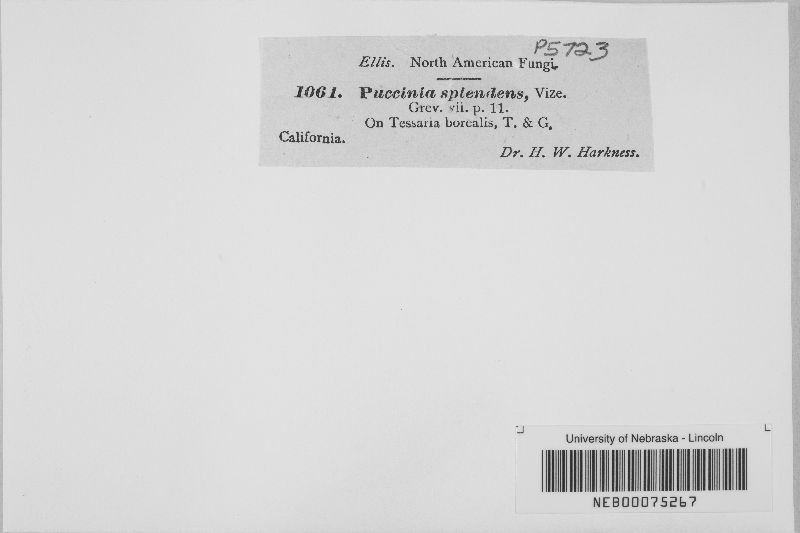 P5723
Ellis. North American Fungi.
1061. Puccinia splendens, Vize.
Grev. vii. p. 11.
On Tessaria borealis, T. & G.
California.
Dr. H. W. Harkness.
University of Nebraska - Lincoln
NEB00075267